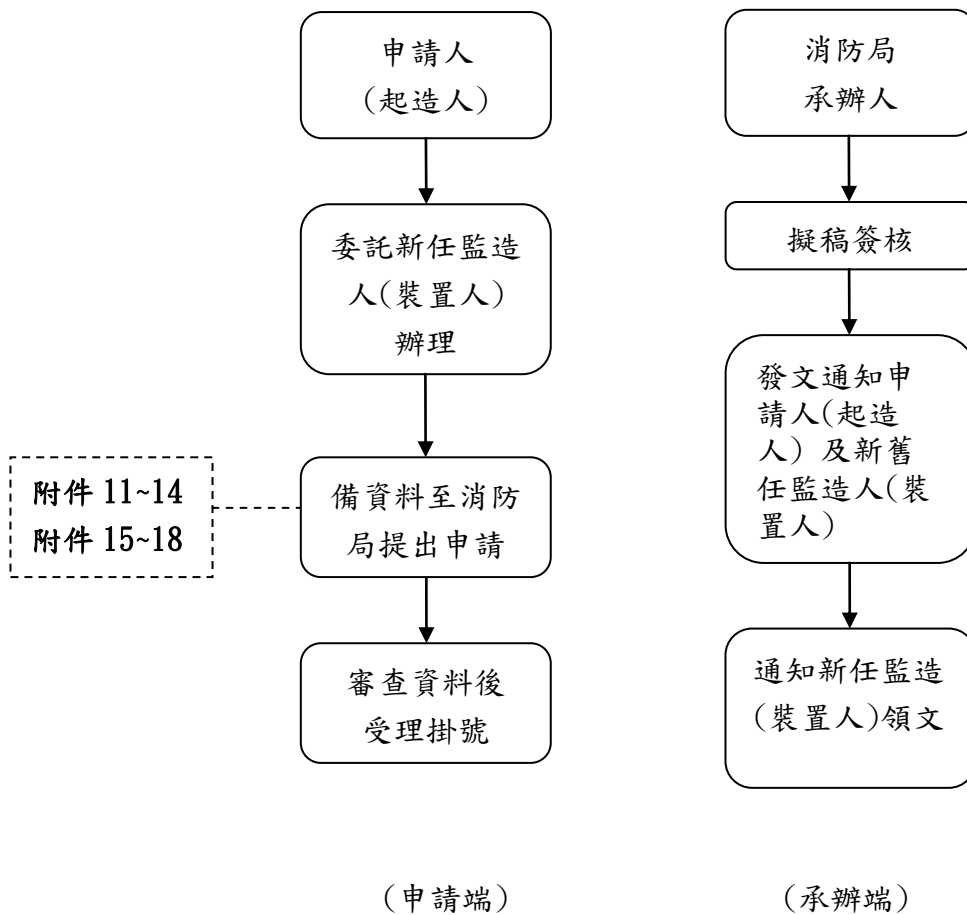 申請人
(起造人)
委託新任監造
人(裝置人)
辦理
附件 11~14
附件 15~18
備資料至消防
局提出申請
審查資料後
受理掛號
(申請端)
消防局
承辦人
擬稿簽核
發文通知申
請人(起造
人) 及新舊
任監造人(裝
置人)
通知新任監造
(裝置人)領文
(承辦端)